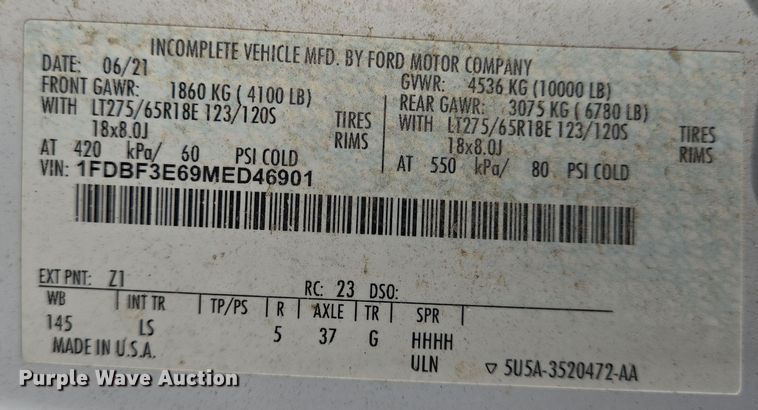 INCOMPLETE VEHICLE MFD. BY FORD MOTOR COMPANY
DATE: 06/21
GVWR: 4536 KG (10000 LB)
FRONT GAWR: 1860 KG ( 4100 LB)
REAR GAWR: 3075 KG ( 6780 LB)
WITH LT275/65R18E 123/120S TIRES
WITH LT275/65R18E 123/120S TIRES
18x8.0J RIMS
18x8.0J RIMS
AT 420 kPa/ 60 PSI COLD
AT 550 kPa/ 80 PSI COLD
VIN: 1FDBF3E69MED46901
EXT PNT: Z1 RC: 23 DSO:
WB INT TR TP/PS R AXLE TR SPR
145 LS 5 37 G HHHH
MADE IN U.S.A. ULN ▽ 5U5A-3520472-AA
Purple Wave Auction